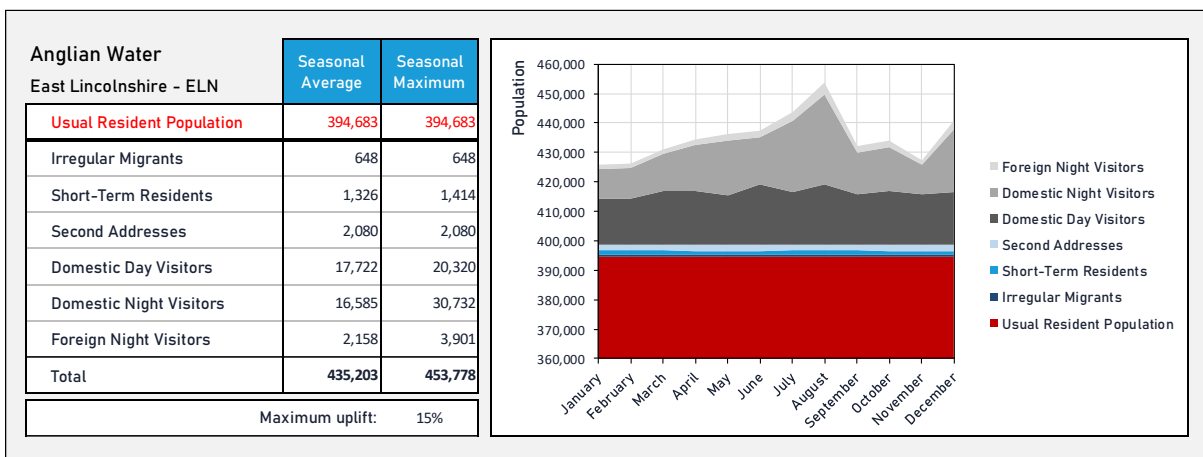 Anglian Water
East Lincolnshire - ELN
Seasonal Average
Seasonal Maximum
Usual Resident Population 394,683 394,683
Irregular Migrants 648 648
Short-Term Residents 1,326 1,414
Second Addresses 2,080 2,080
Domestic Day Visitors 17,722 20,320
Domestic Night Visitors 16,585 30,732
Foreign Night Visitors 2,158 3,901
Total 435,203 453,778
Maximum uplift: 15%
Population
460,000
450,000
440,000
430,000
420,000
410,000
400,000
390,000
380,000
370,000
360,000
January
February
March
April
May
June
July
August
September
October
November
December
Foreign Night Visitors
Domestic Night Visitors
Domestic Day Visitors
Second Addresses
Short-Term Residents
Irregular Migrants
Usual Resident Population